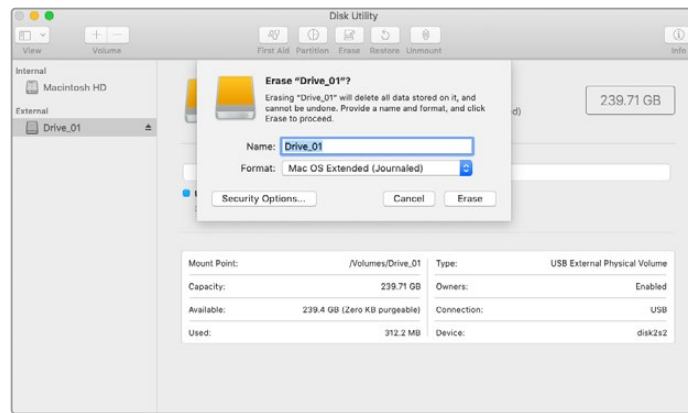 Disk Utility
View
Volume
First Aid
Partition
Erase
Restore
Unmount
Info
Internal
Macintosh HD
External
Drive_01
Erase "Drive_01"?
Erasing "Drive_01" will delete all data stored on it, and
cannot be undone. Provide a name and format, and click
Erase to proceed.
Name: Drive_01
Format: Mac OS Extended (Journaled)
Security Options...
Cancel
Erase
d)
239.71 GB
Mount Point: /Volumes/Drive_01
Type: USB External Physical Volume
Capacity: 239.71 GB
Owners: Enabled
Available: 239.4 GB (Zero KB purgeable)
Connection: USB
Used: 312.2 MB
Device: disk2s2